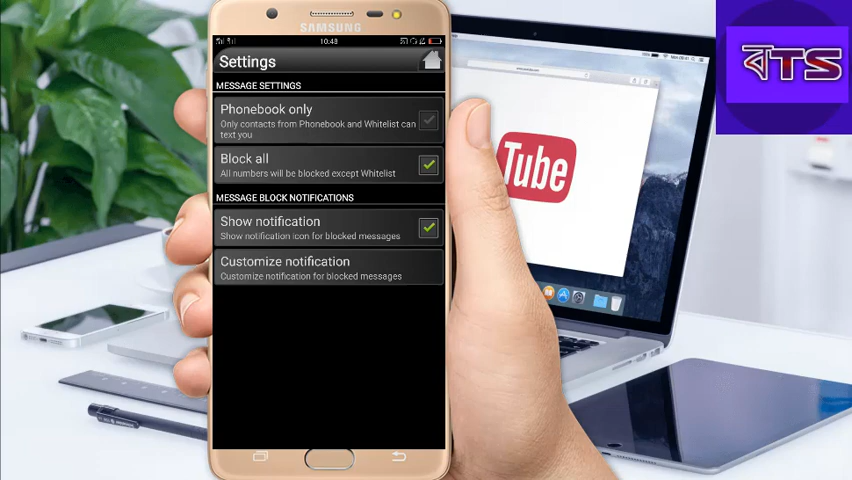 SAMSUNG
10:48
Settings
MESSAGE SETTINGS
Phonebook only
Only contacts from Phonebook and Whitelist can
text you
Block all
All numbers will be blocked except Whitelist
MESSAGE BLOCK NOTIFICATIONS
Show notification
Show notification icon for blocked messages
Customize notification
Customize notification for blocked messages
Tube
বTS